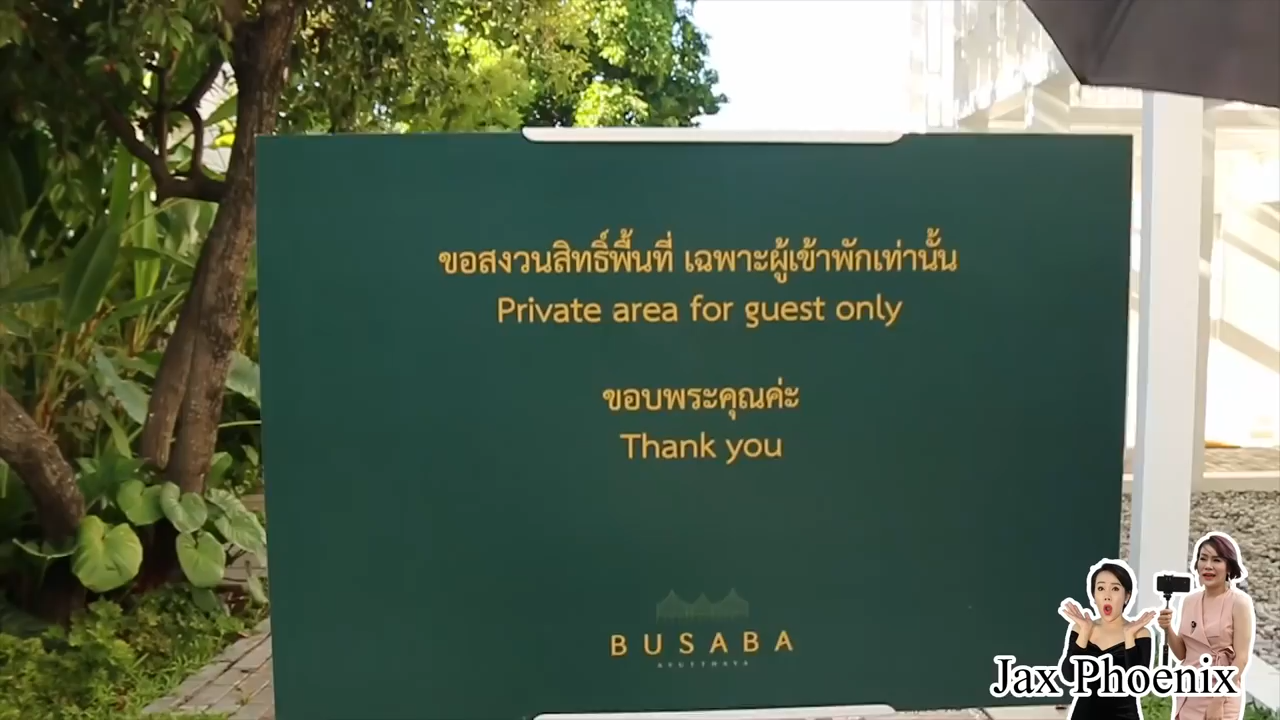 ขอสงวนสิทธิ์พื้นที่ เฉพาะผู้เข้าพักเท่านั้น
Private area for guest only
ขอบพระคุณค่ะ
Thank you
BUSABA
AYUTTHAYA
Jax Phoenix